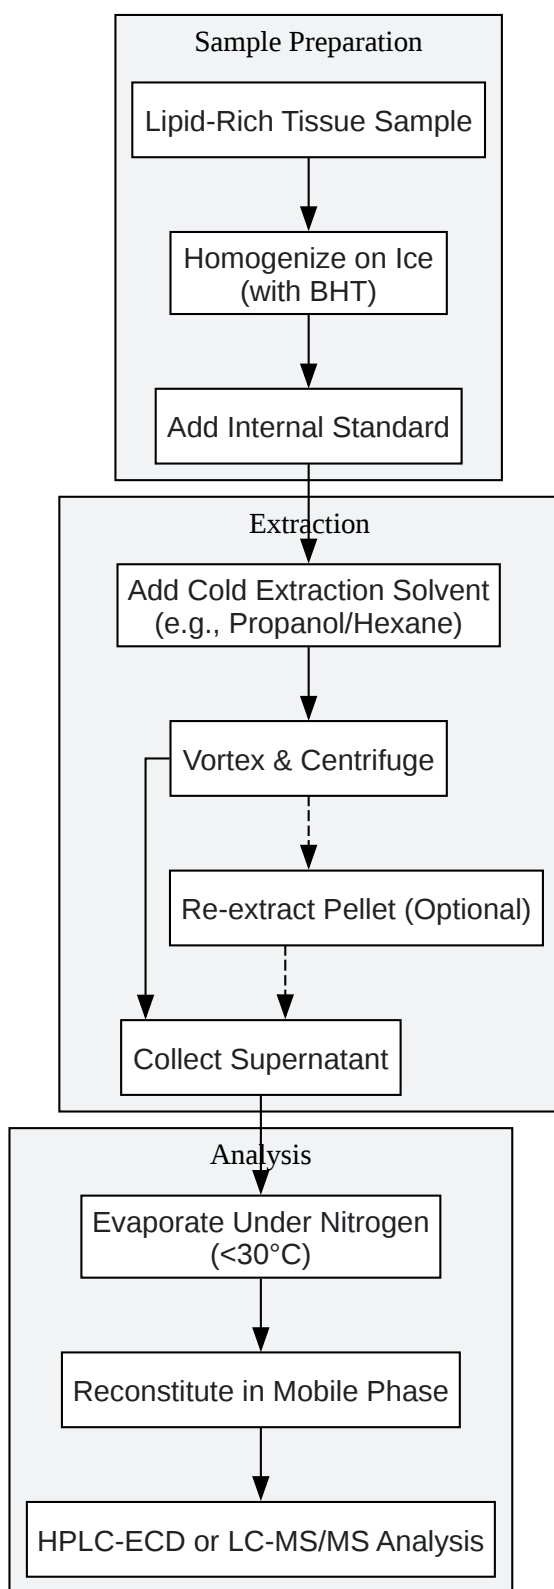 Sample Preparation
Lipid-Rich Tissue Sample
Homogenize on Ice
(with BHT)
Add Internal Standard
Extraction
Add Cold Extraction Solvent
(e.g., Propanol/Hexane)
Vortex & Centrifuge
Re-extract Pellet (Optional)
Collect Supernatant
Analysis
Evaporate Under Nitrogen
(<30°C)
Reconstitute in Mobile Phase
HPLC-ECD or LC-MS/MS Analysis